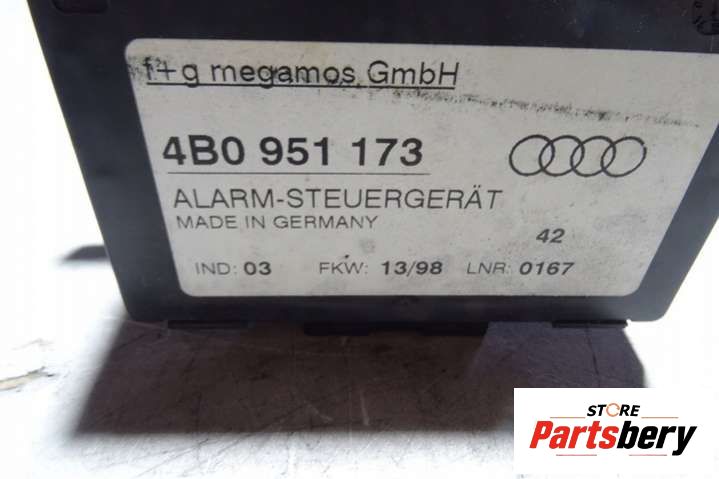 f+g megamos GmbH
4B0 951 173
ALARM-STEUERGERÄT
MADE IN GERMANY
42
IND: 03 FKW: 13/98 LNR: 0167
STORE
Partsbery